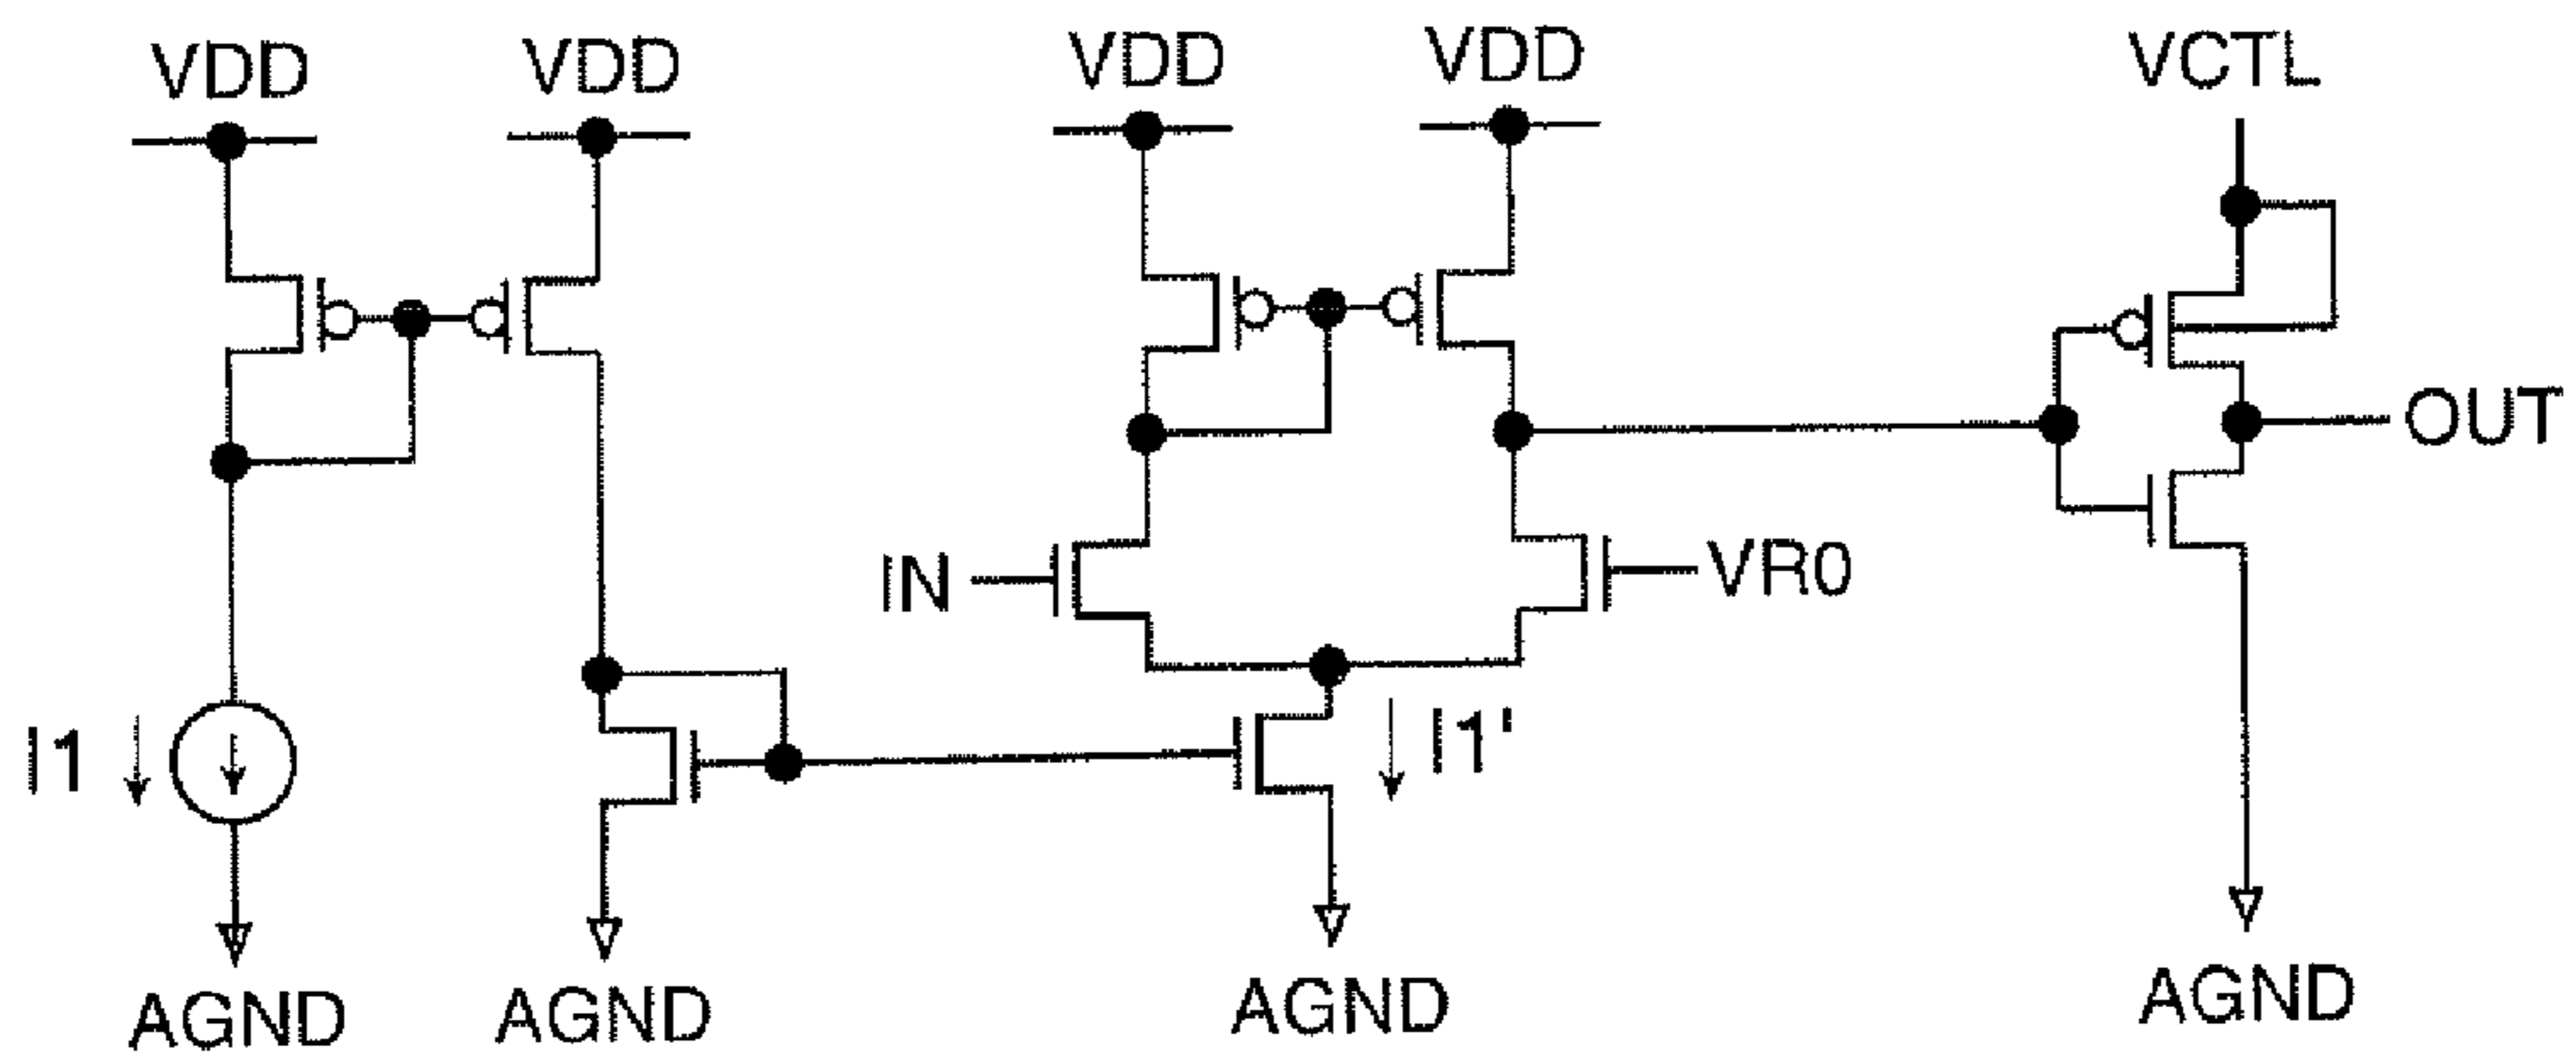 VDD
VDD
VDD
VDD
VCTL
OUT
IN
VR0
I1
I1'
AGND
AGND
AGND
AGND